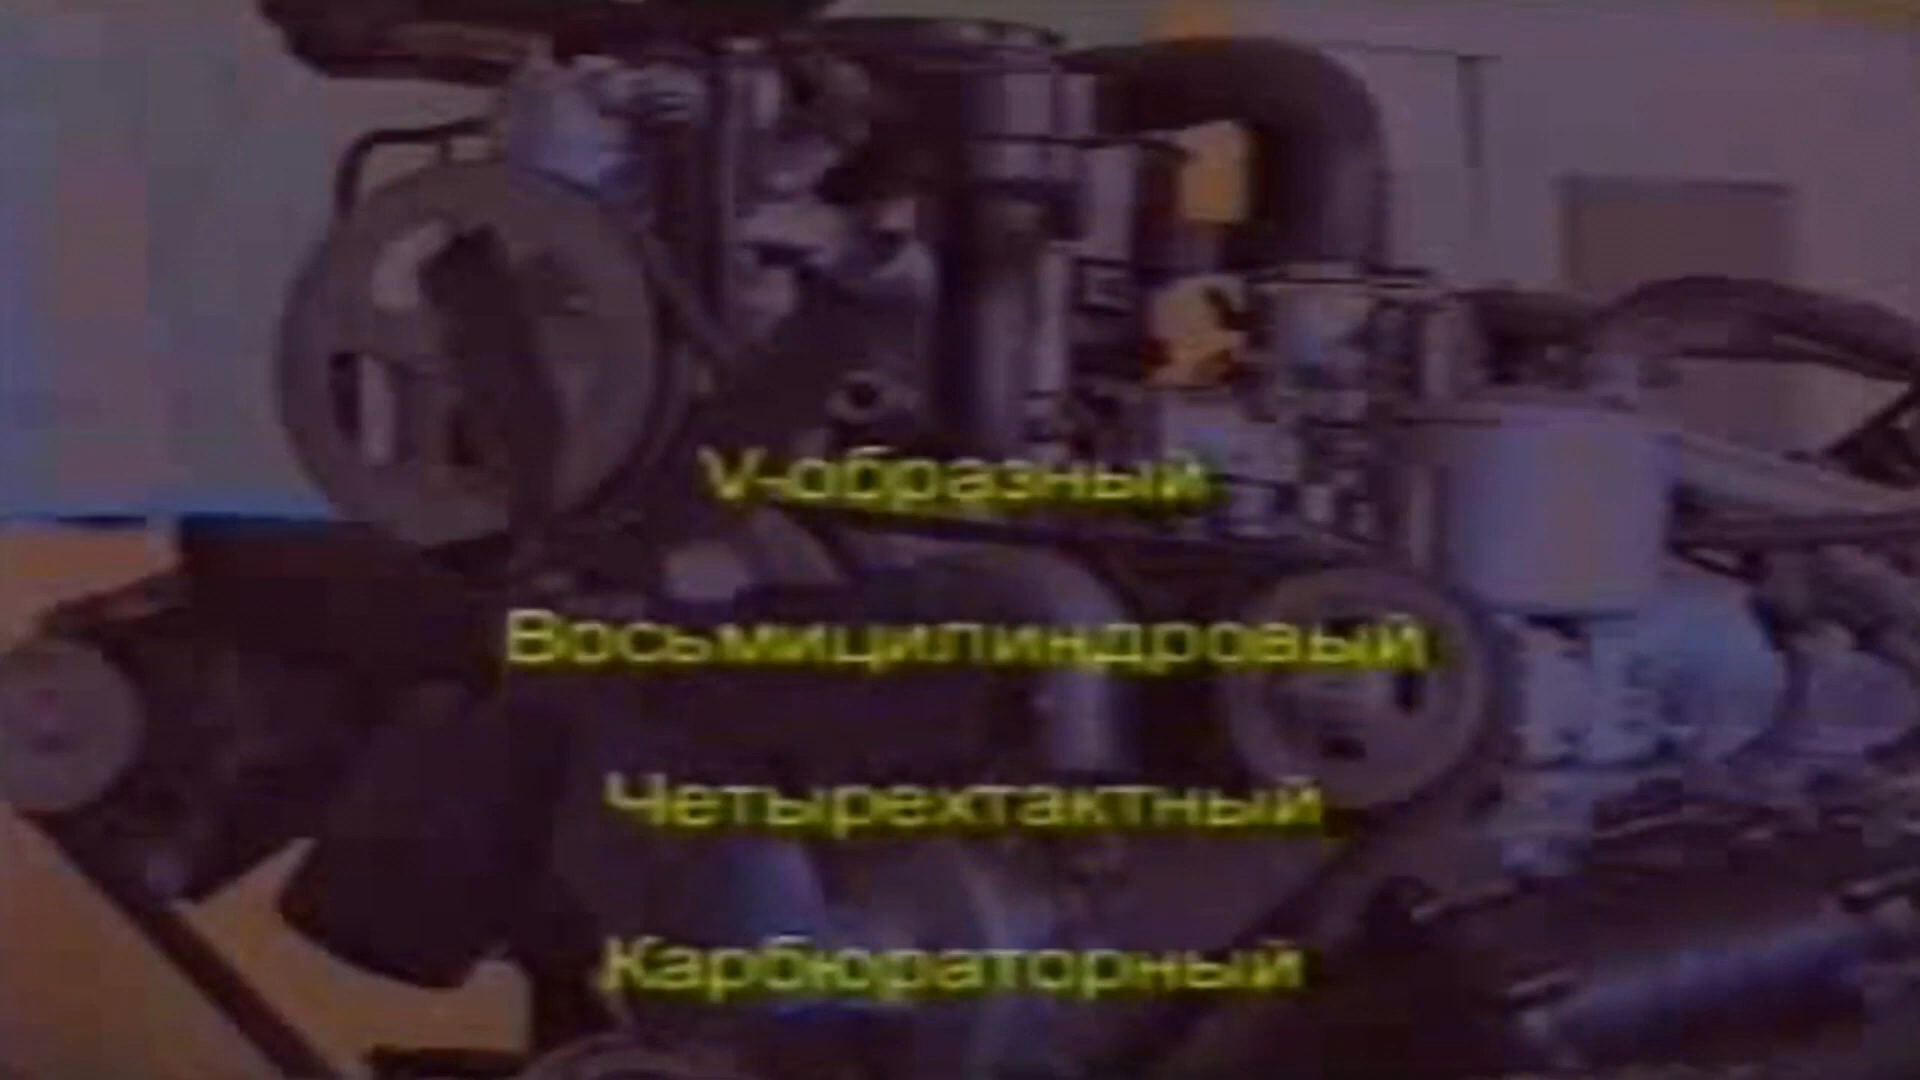 V-образный
Восьмицилиндровый
Четырехтактный
Карбюраторный